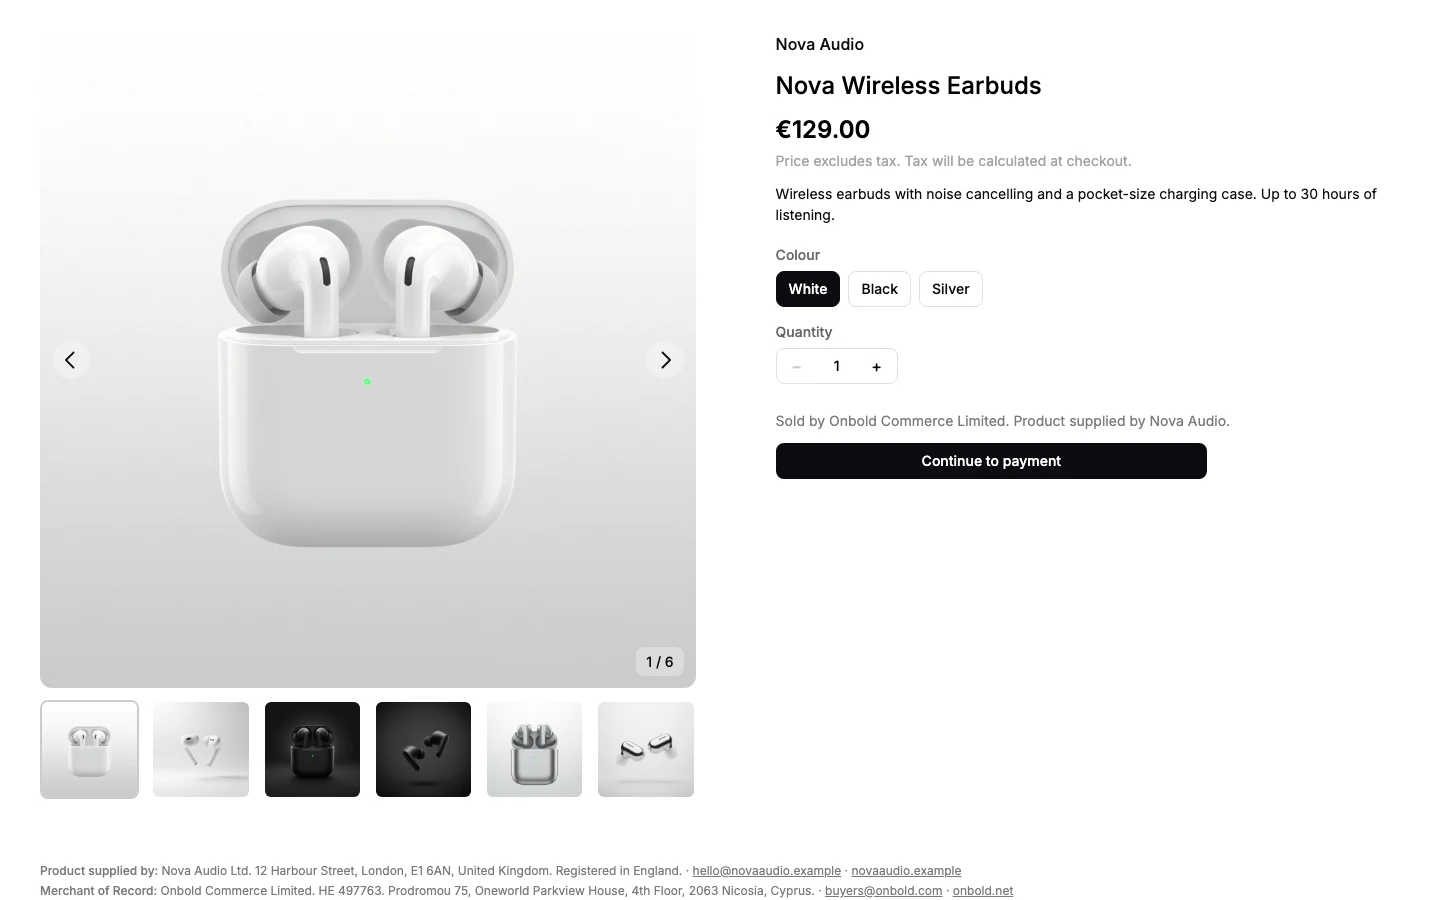 Nova Audio
Nova Wireless Earbuds
€129.00
Price excludes tax. Tax will be calculated at checkout.
Wireless earbuds with noise cancelling and a pocket-size charging case. Up to 30 hours of
listening.
Colour
White Black Silver
Quantity
− 1 +
Sold by Onbold Commerce Limited. Product supplied by Nova Audio.
Continue to payment
1 / 6
Product supplied by: Nova Audio Ltd. 12 Harbour Street, London, E1 6AN, United Kingdom. Registered in England. · hello@novaaudio.example · novaaudio.example
Merchant of Record: Onbold Commerce Limited. HE 497763. Prodromou 75, Oneworld Parkview House, 4th Floor, 2063 Nicosia, Cyprus. · buyers@onbold.com · onbold.net